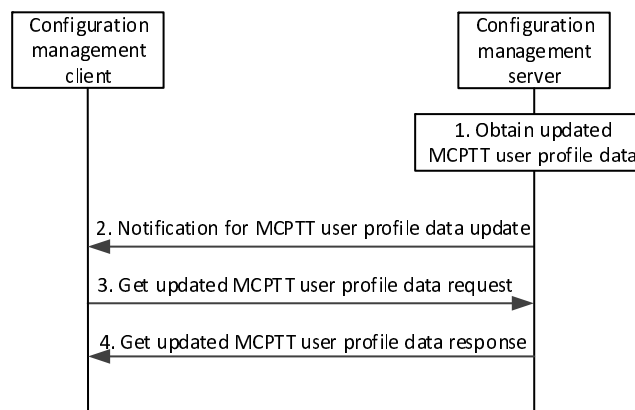 Configuration
management
client
Configuration
management
server
1. Obtain updated
MCPTT user profile data
2. Notification for MCPTT user profile data update
3. Get updated MCPTT user profile data request
4. Get updated MCPTT user profile data response